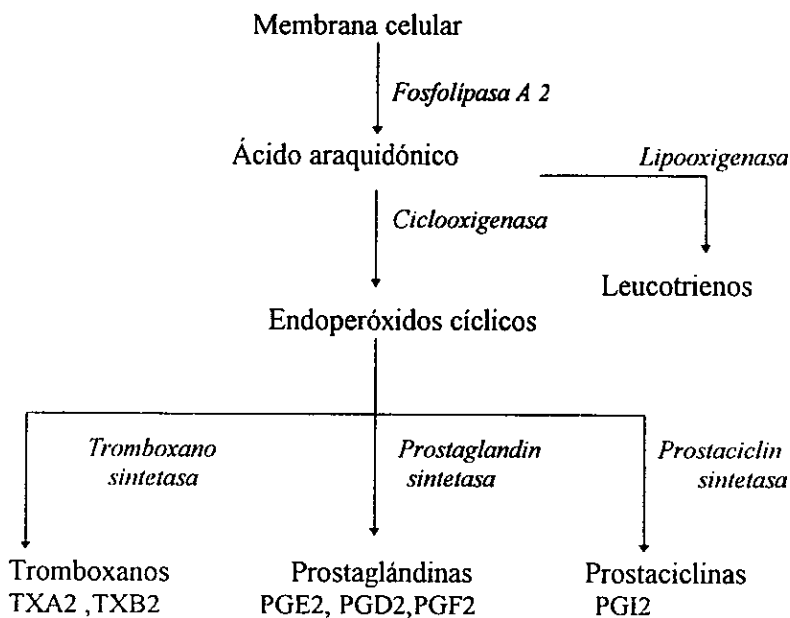 Membrana celular
Fosfolípasa A 2
Ácido araquidónico
Lipooxigenasa
Ciclooxigenasa
Leucotrienos
Endoperóxidos cíclicos
Tromboxano
sintetasa
Prostaglandin
sintetasa
Prostaciclin
sintetasa
Tromboxanos
TXA2 ,TXB2
Prostaglándinas
PGE2, PGD2,PGF2
Prostaciclinas
PGI2